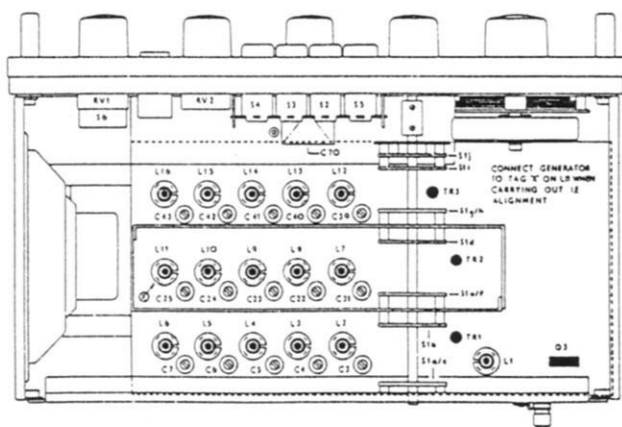 RV1
S6
RV2
S4
S3
S2
S5
C70
S1j
S1i
CONNECT GENERATOR
TO TAG 'X' ON L8 WHEN
CARRYING OUT IF
ALIGNMENT
L16
L15
L14
L13
L12
TR3
C43
C42
C41
C40
C39
S1g/h
S1d
L11
L10
L9
L8
L7
TR2
C25
C24
C23
C22
C21
S1e/f
L6
L5
L4
L3
L2
S1b
TR1
S1a/c
C7
C6
C5
C4
C3
L1